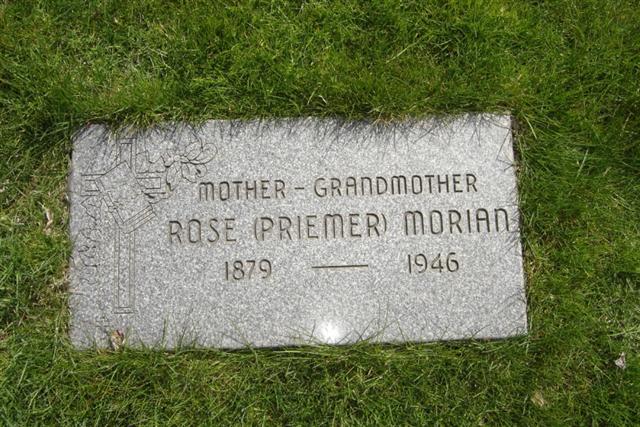 MOTHER - GRANDMOTHER
ROSE (PRIEMER) MORIAN
1879 — 1946